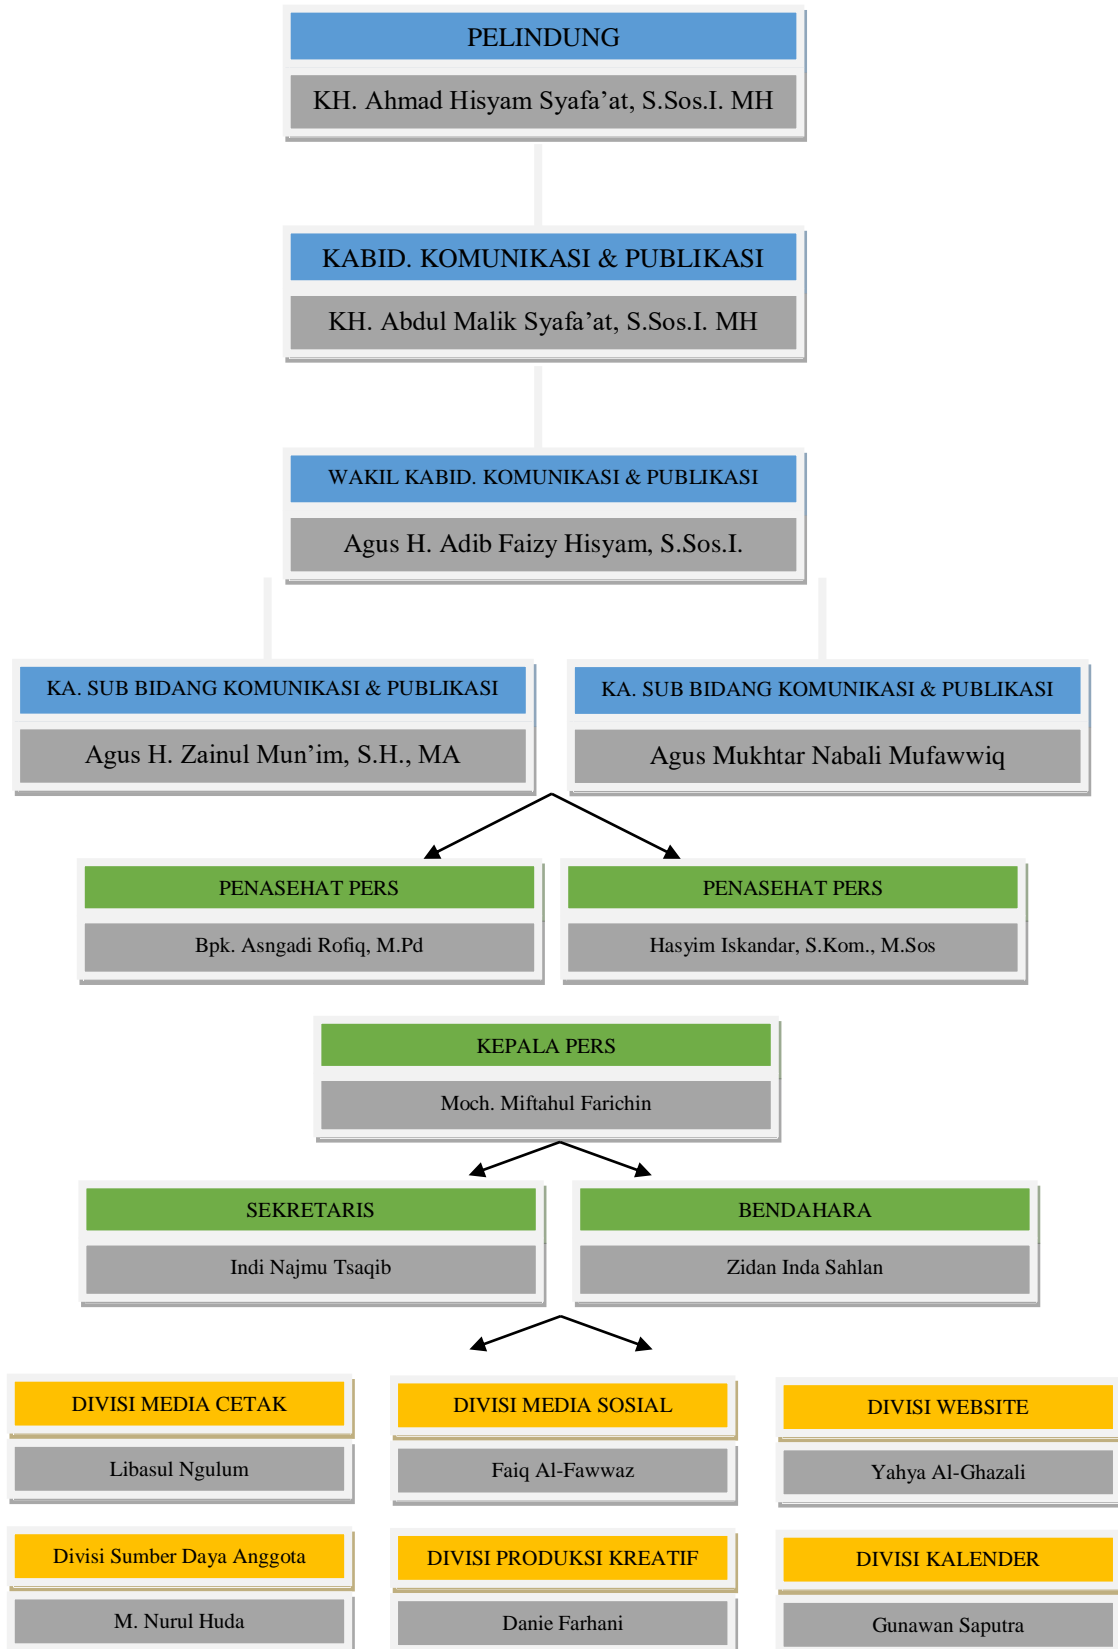 PELINDUNG
KH. Ahmad Hisyam Syafa’at, S.Sos.I. MH
KABID. KOMUNIKASI & PUBLIKASI
KH. Abdul Malik Syafa’at, S.Sos.I. MH
WAKIL KABID. KOMUNIKASI & PUBLIKASI
Agus H. Adib Faizy Hisyam, S.Sos.I.
KA. SUB BIDANG KOMUNIKASI & PUBLIKASI
Agus H. Zainul Mun’im, S.H., MA
KA. SUB BIDANG KOMUNIKASI & PUBLIKASI
Agus Mukhtar Nabali Mufawwiq
PENASEHAT PERS
Bpk. Asngadi Rofiq, M.Pd
PENASEHAT PERS
Hasyim Iskandar, S.Kom., M.Sos
KEPALA PERS
Moch. Miftahul Farichin
SEKRETARIS
Indi Najmu Tsaqib
BENDAHARA
Zidan Inda Sahlan
DIVISI MEDIA CETAK
Libasul Ngulum
DIVISI MEDIA SOSIAL
Faiq Al-Fawwaz
DIVISI WEBSITE
Yahya Al-Ghazali
Divisi Sumber Daya Anggota
M. Nurul Huda
DIVISI PRODUKSI KREATIF
Danie Farhani
DIVISI KALENDER
Gunawan Saputra